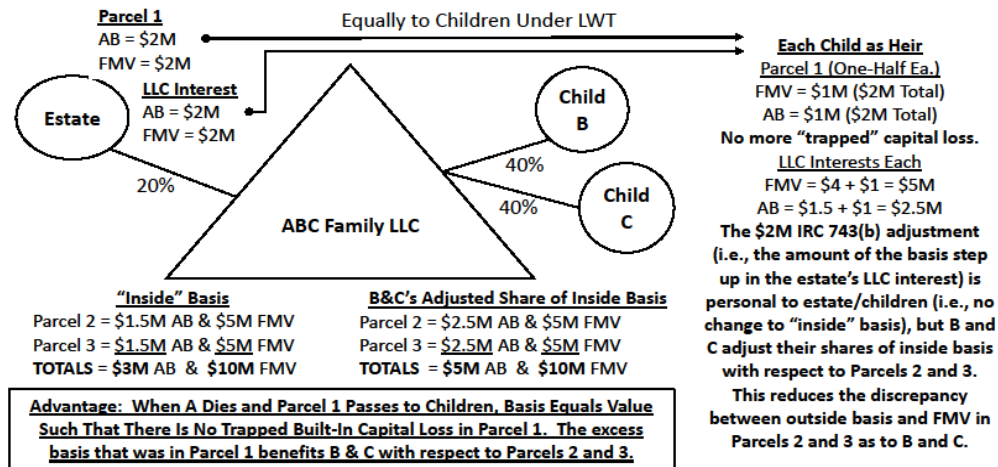 Parcel 1
AB = $2M
FMV = $2M
Equally to Children Under LWT
LLC Interest
AB = $2M
FMV = $2M
Estate
20%
ABC Family LLC
Child
B
40%
40%
Child
C
Each Child as Heir
Parcel 1 (One-Half Ea.)
FMV = $1M ($2M Total)
AB = $1M ($2M Total)
No more “trapped” capital loss.
LLC Interests Each
FMV = $4 + $1 = $5M
AB = $1.5 + $1 = $2.5M
The $2M IRC 743(b) adjustment
(i.e., the amount of the basis step
up in the estate’s LLC interest) is
personal to estate/children (i.e., no
change to “inside” basis), but B and
C adjust their shares of inside basis
with respect to Parcels 2 and 3.
This reduces the discrepancy
between outside basis and FMV in
Parcels 2 and 3 as to B and C.
“Inside” Basis
Parcel 2 = $1.5M AB & $5M FMV
Parcel 3 = $1.5M AB & $5M FMV
TOTALS = $3M AB & $10M FMV
B&C’s Adjusted Share of Inside Basis
Parcel 2 = $2.5M AB & $5M FMV
Parcel 3 = $2.5M AB & $5M FMV
TOTALS = $5M AB & $10M FMV
Advantage: When A Dies and Parcel 1 Passes to Children, Basis Equals Value
Such That There Is No Trapped Built-In Capital Loss in Parcel 1. The excess
basis that was in Parcel 1 benefits B & C with respect to Parcels 2 and 3.